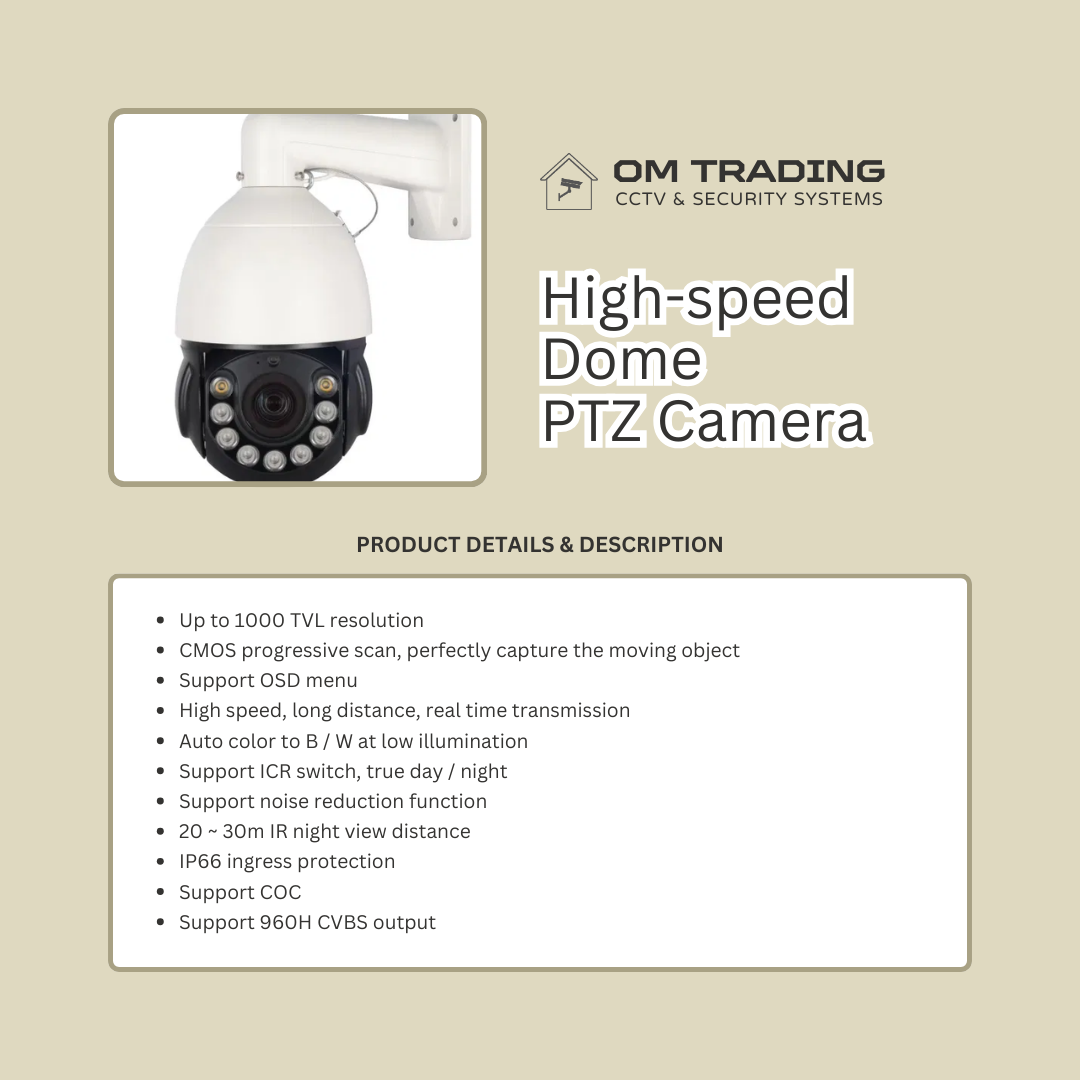 OM TRADING
CCTV & SECURITY SYSTEMS
High-speed
Dome
PTZ Camera
PRODUCT DETAILS & DESCRIPTION
• Up to 1000 TVL resolution
• CMOS progressive scan, perfectly capture the moving object
• Support OSD menu
• High speed, long distance, real time transmission
• Auto color to B / W at low illumination
• Support ICR switch, true day / night
• Support noise reduction function
• 20 ~ 30m IR night view distance
• IP66 ingress protection
• Support COC
• Support 960H CVBS output